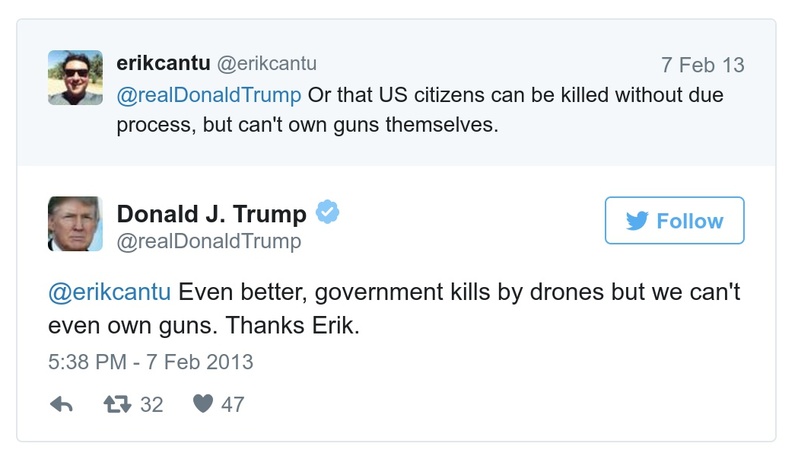 erikcantu @erikcantu 7 Feb 13
@realDonaldTrump Or that US citizens can be killed without due
process, but can't own guns themselves.
Donald J. Trump
@realDonaldTrump
Follow
@erikcantu Even better, government kills by drones but we can't
even own guns. Thanks Erik.
5:38 PM - 7 Feb 2013
32 47